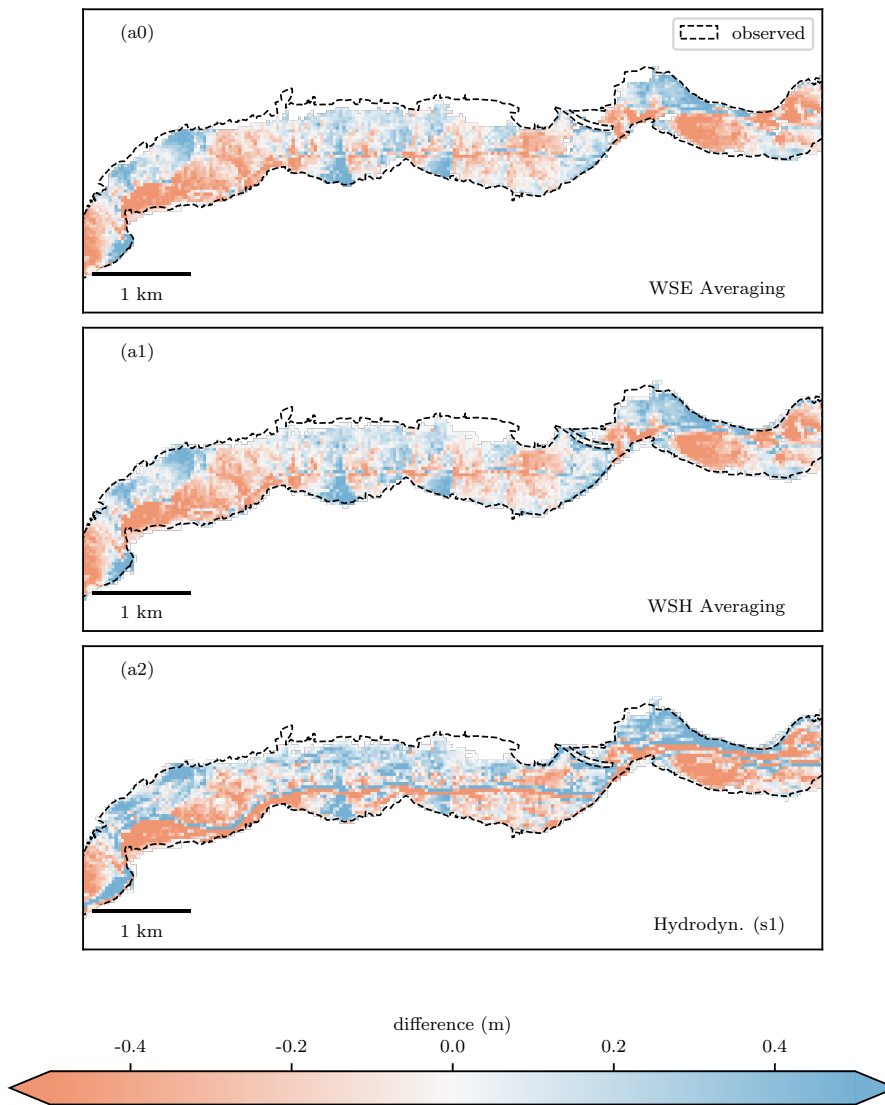 (a0)
observed
1 km
WSE Averaging
(a1)
1 km
WSH Averaging
(a2)
1 km
Hydrodyn. (s1)
difference (m)
-0.4 -0.2 0.0 0.2 0.4